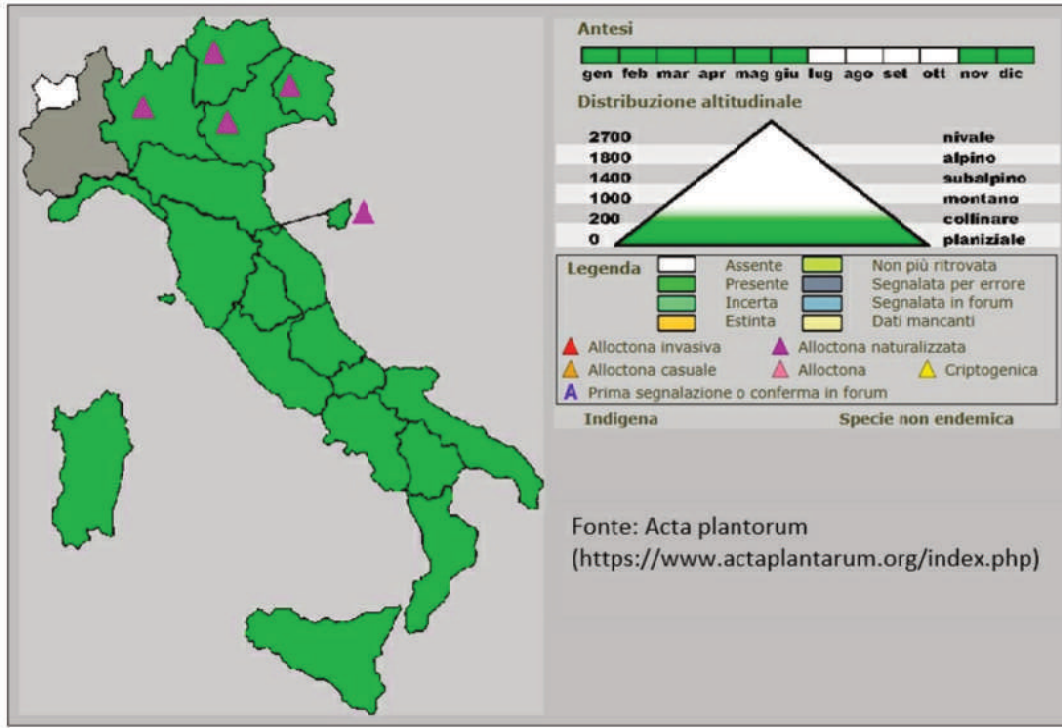 Antesi
gen feb mar apr mag giu lug ago set ott nov dic
Distribuzione altitudinale
2700 nivale
1800 alpino
1400 subalpino
1000 montano
200 collinare
0 planiziale
Legenda Assente Non più ritrovata
Presente Segnalata per errore
Incerta Segnalata in forum
Estinta Dati mancanti
Alloctona invasiva Alloctona naturalizzata
Alloctona casuale Alloctona Criptogenica
A Prima segnalazione o conferma in forum
Indigena Specie non endemica
Fonte: Acta plantorum
(https://www.actaplantarum.org/index.php)